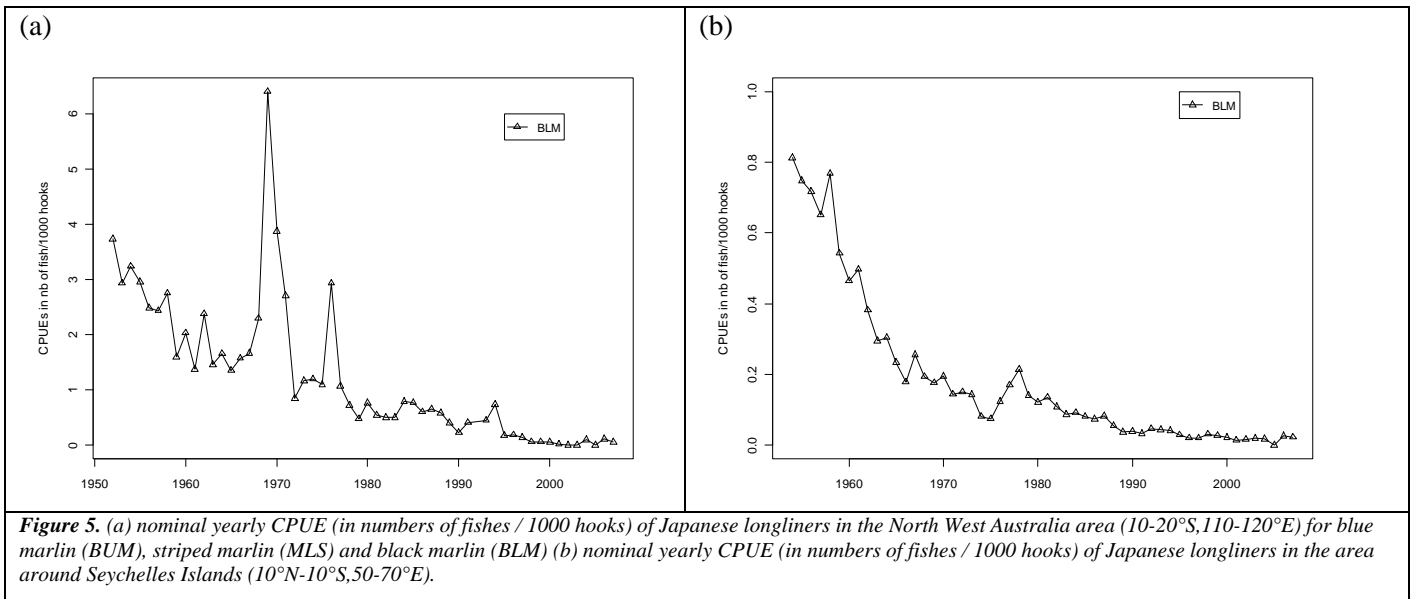 (a)
CPUEs in nb of fish/1000 hooks
6
5
4
3
2
1
0
BLM
1950 1960 1970 1980 1990 2000
(b)
CPUEs in nb of fish/1000 hooks
1.0
0.8
0.6
0.4
0.2
0.0
BLM
1960 1970 1980 1990 2000
Figure 5. (a) nominal yearly CPUE (in numbers of fishes / 1000 hooks) of Japanese longliners in the North West Australia area (10-20°S,110-120°E) for blue
marlin (BUM), striped marlin (MLS) and black marlin (BLM) (b) nominal yearly CPUE (in numbers of fishes / 1000 hooks) of Japanese longliners in the area
around Seychelles Islands (10°N-10°S,50-70°E).